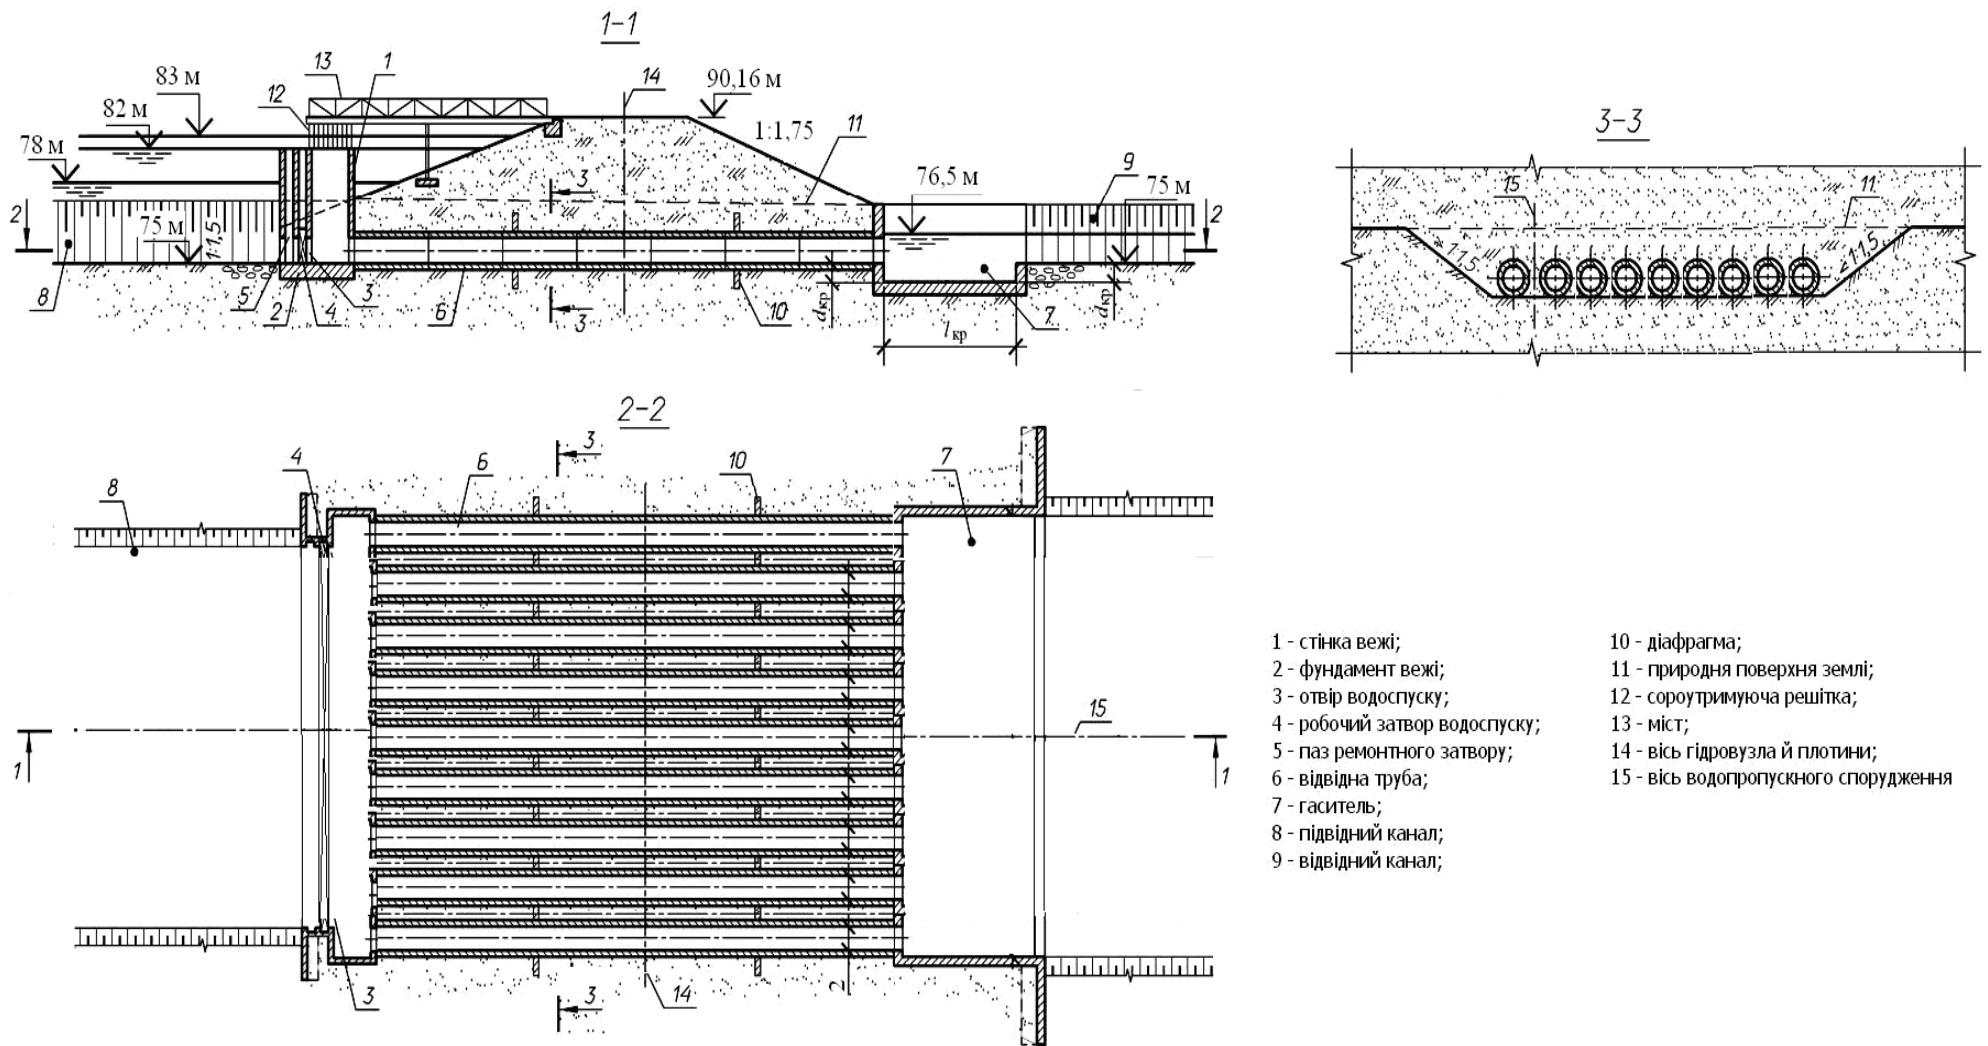 1-1
13
1
14
90,16 м
83 м
12
82 м
78 м
1:1,75
11
76,5 м
9
75 м
3
2
2
75 м
1:1,5
8
5
2
4
3
6
3
10
dкр
lкр
7
dкр
3-3
15
11
1:1,5
1:1,5
2-2
3
4
6
10
7
8
15
1
1
2
3
3
14
1 - стінка вежі;
2 - фундамент вежі;
3 - отвір водоспуску;
4 - робочий затвор водоспуску;
5 - паз ремонтного затвору;
6 - відвідна труба;
7 - гаситель;
8 - підвідний канал;
9 - відвідний канал;
10 - діафрагма;
11 - природня поверхня землі;
12 - сороутримуюча решітка;
13 - міст;
14 - вісь гідровузла й плотини;
15 - вісь водопропускного спорудження